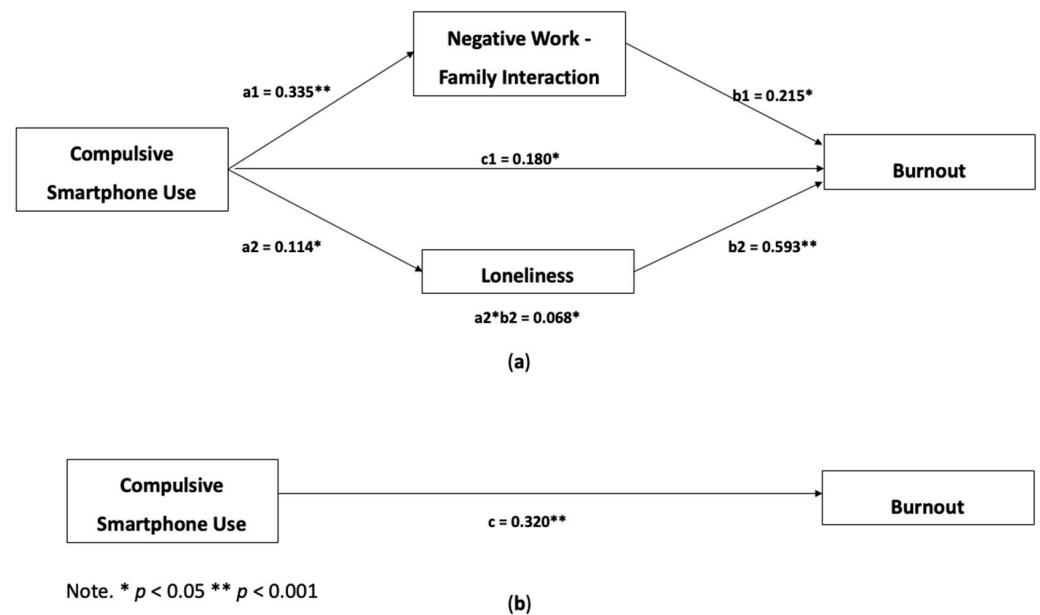 Negative Work -
Family Interaction
a1 = 0.335**
b1 = 0.215*
Compulsive
Smartphone Use
c1 = 0.180*
Burnout
a2 = 0.114*
b2 = 0.593**
Loneliness
a2*b2 = 0.068*
(a)
Compulsive
Smartphone Use
Burnout
c = 0.320**
Note. * p < 0.05 ** p < 0.001
(b)